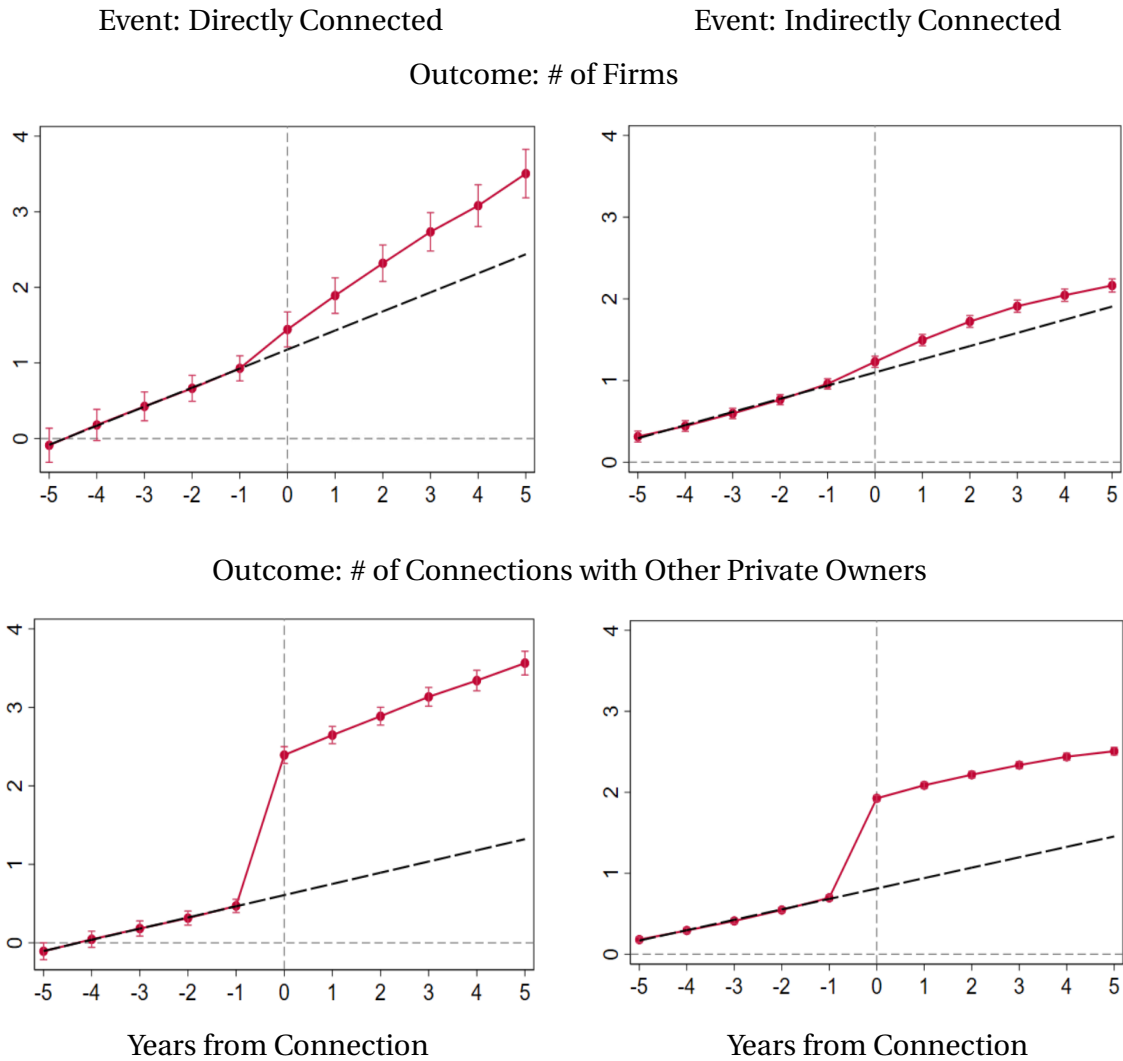 Event: Directly Connected
Event: Indirectly Connected
Outcome: # of Firms
4
3
2
1
0
-5 -4 -3 -2 -1 0 1 2 3 4 5
4
3
2
1
0
-5 -4 -3 -2 -1 0 1 2 3 4 5
Outcome: # of Connections with Other Private Owners
4
3
2
1
0
-5 -4 -3 -2 -1 0 1 2 3 4 5
Years from Connection
4
3
2
1
0
-5 -4 -3 -2 -1 0 1 2 3 4 5
Years from Connection